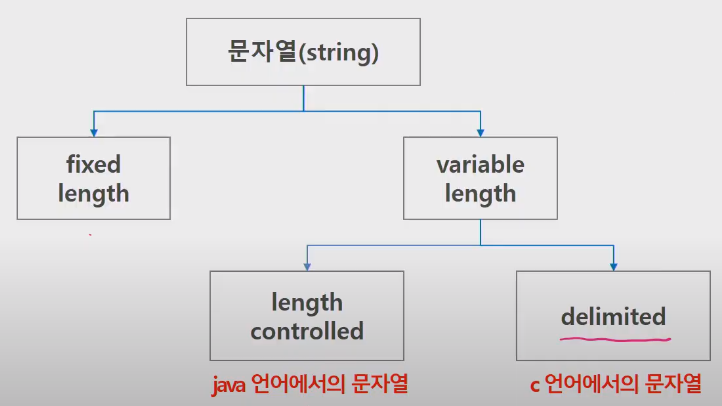 문자열(string)
fixed
length
variable
length
length
controlled
delimited
java 언어에서의 문자열
c 언어에서의 문자열